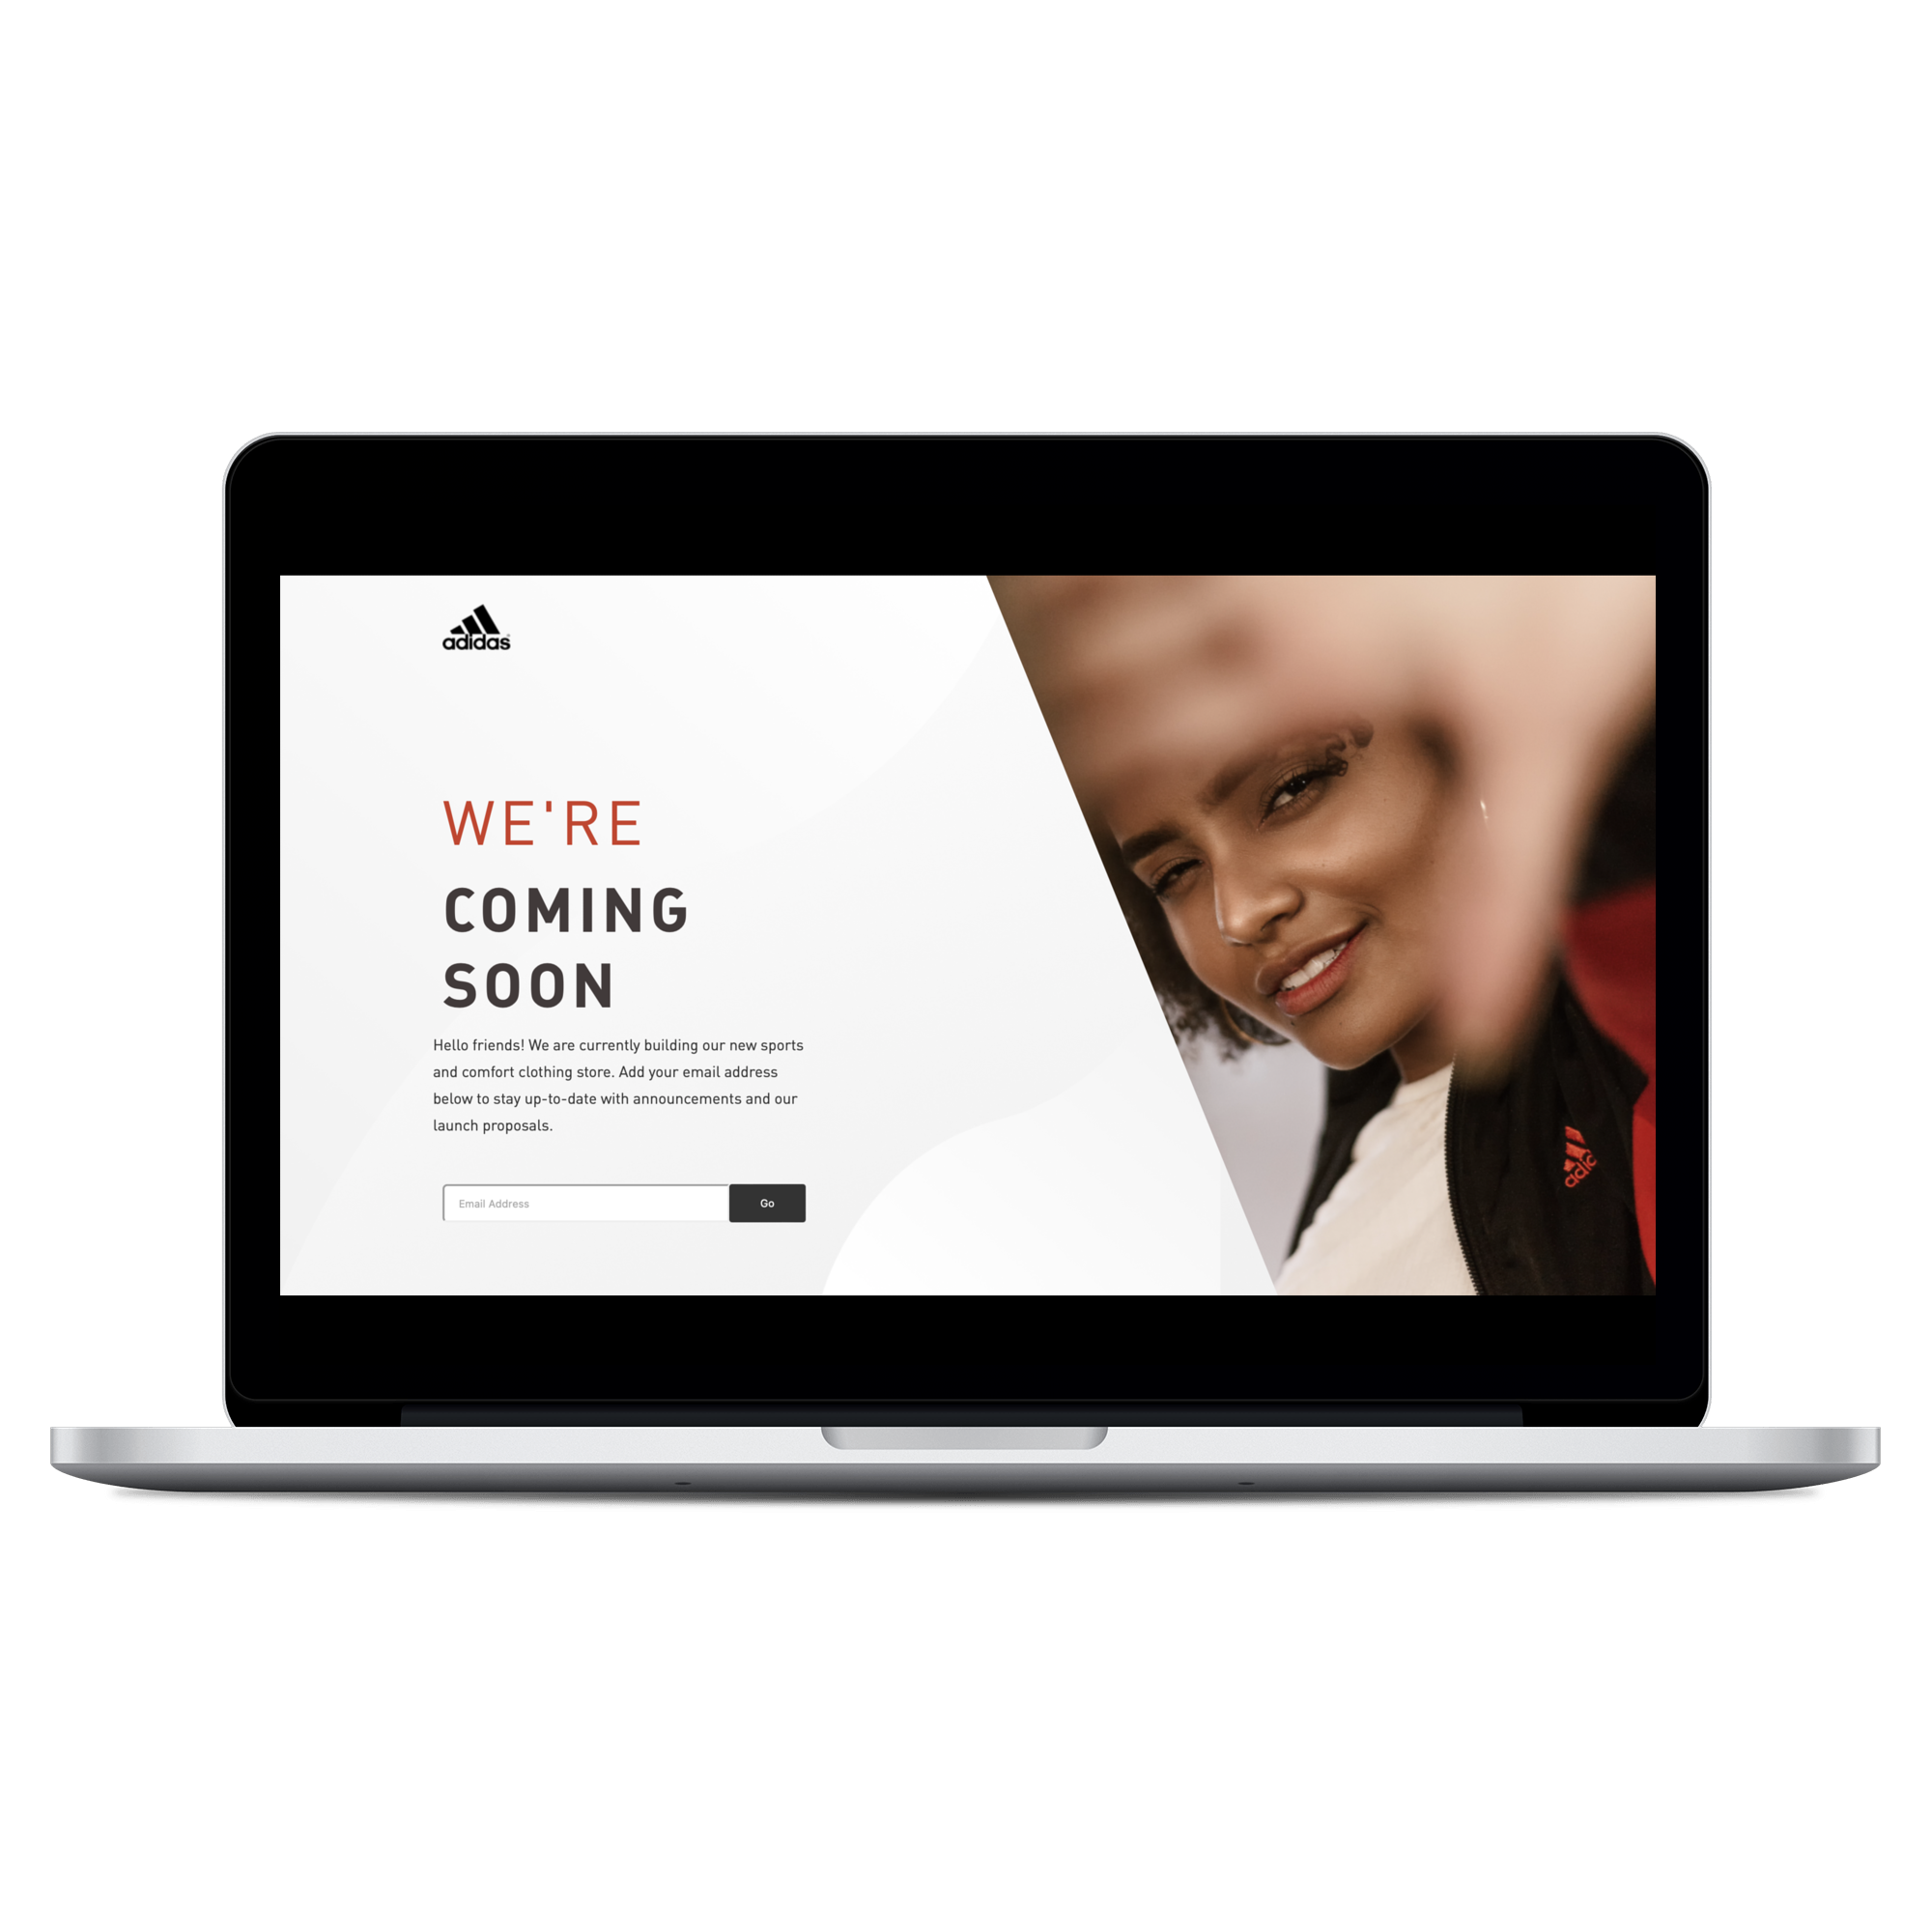 adidas
WE'RE
COMING
SOON
Hello friends! We are currently building our new sports
and comfort clothing store. Add your email address
below to stay up-to-date with announcements and our
launch proposals.
Email Address
Go
adic